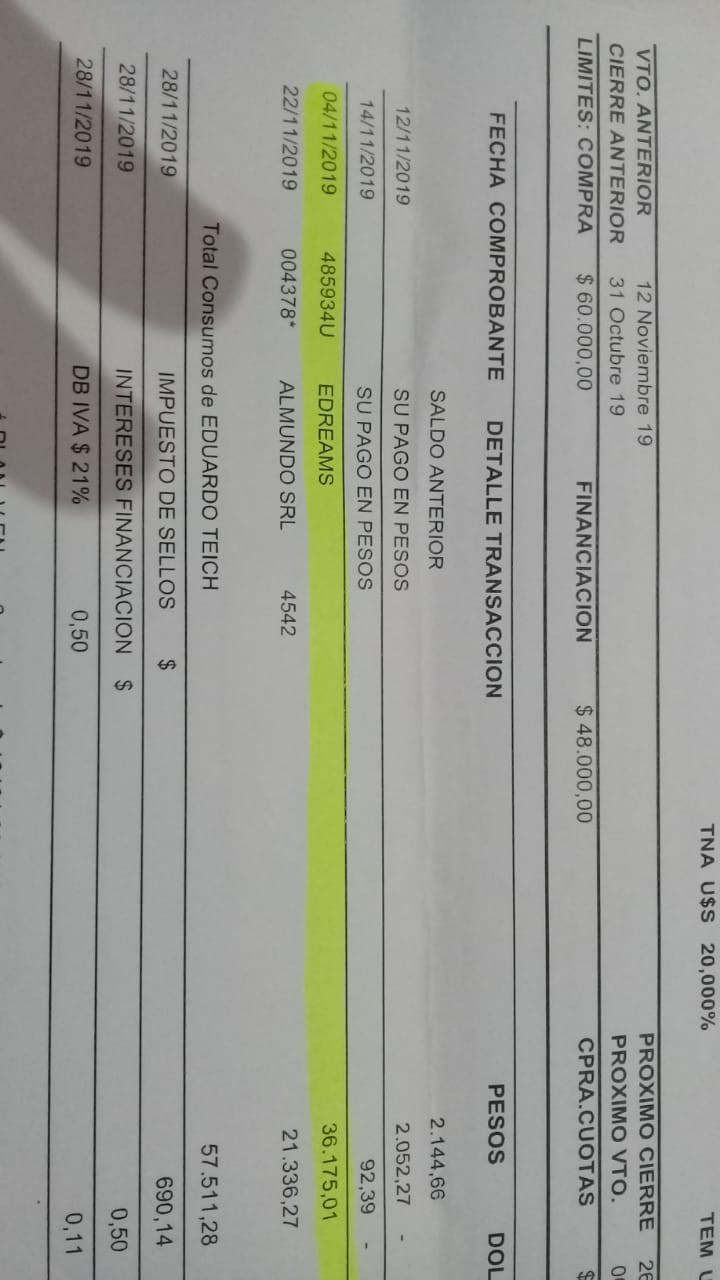 TNA U$S 20,000% TEM
VTO. ANTERIOR 12 Noviembre 19 PROXIMO CIERRE
CIERRE ANTERIOR 31 Octubre 19 PROXIMO VTO.
LIMITES: COMPRA $ 60.000,00 FINANCIACION $ 48.000,00 CPRA.CUOTAS $
FECHA COMPROBANTE DETALLE TRANSACCION PESOS DOL
SALDO ANTERIOR 2.144,66
12/11/2019 SU PAGO EN PESOS 2.052,27 -
14/11/2019 SU PAGO EN PESOS 92,39 -
04/11/2019 485934U EDREAMS 36.175,01
22/11/2019 004378* ALMUNDO SRL 4542 21.336,27
Total Consumos de EDUARDO TEICH 57.511,28
28/11/2019 IMPUESTO DE SELLOS $ 690,14
28/11/2019 INTERESES FINANCIACION $ 0,50
28/11/2019 DB IVA $ 21% 0,50 0,11